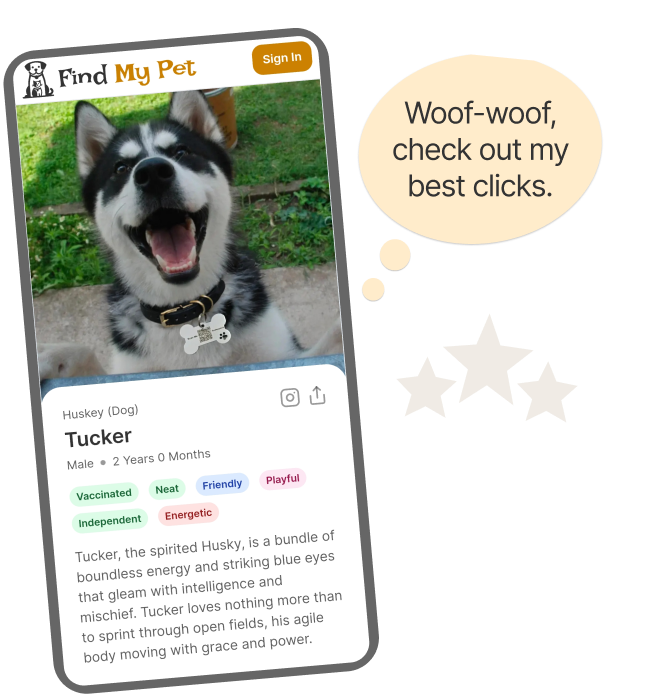 Find My Pet
Sign In
Woof-woof,
check out my
best clicks.
Huskey (Dog)
Tucker
Male • 2 Years 0 Months
Vaccinated Neat Friendly Playful
Independent Energetic
Tucker, the spirited Husky, is a bundle of
boundless energy and striking blue eyes
that gleam with intelligence and
mischief. Tucker loves nothing more than
to sprint through open fields, his agile
body moving with grace and power.